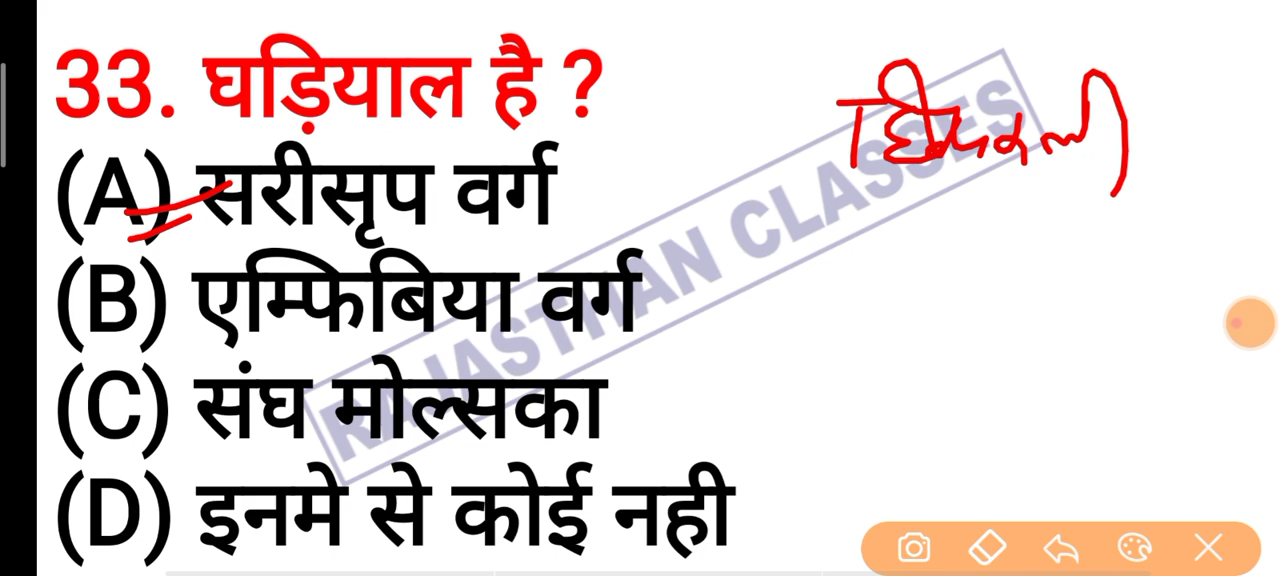 33. घड़ियाल है ?
(A) सरीसृप वर्ग
(B) एम्फिबिया वर्ग
(C) संघ मोल्सका
(D) इनमे से कोई नही
RAJASTHAN CLASSES